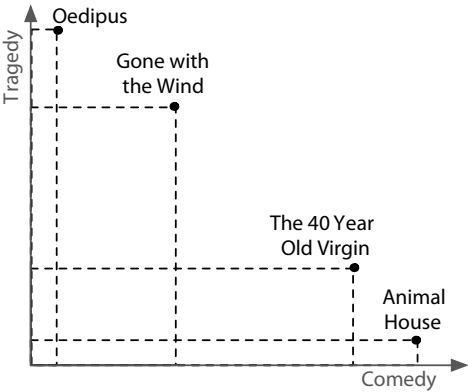 Oedipus
Tragedy
Gone with
the Wind
The 40 Year
Old Virgin
Animal
House
Comedy